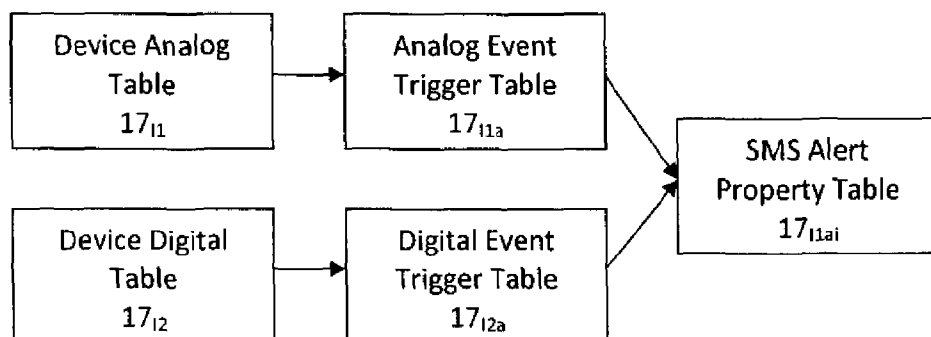 Device Analog
Table
17I1
Analog Event
Trigger Table
17I1a
SMS Alert
Property Table
17I1ai
Device Digital
Table
17I2
Digital Event
Trigger Table
17I2a